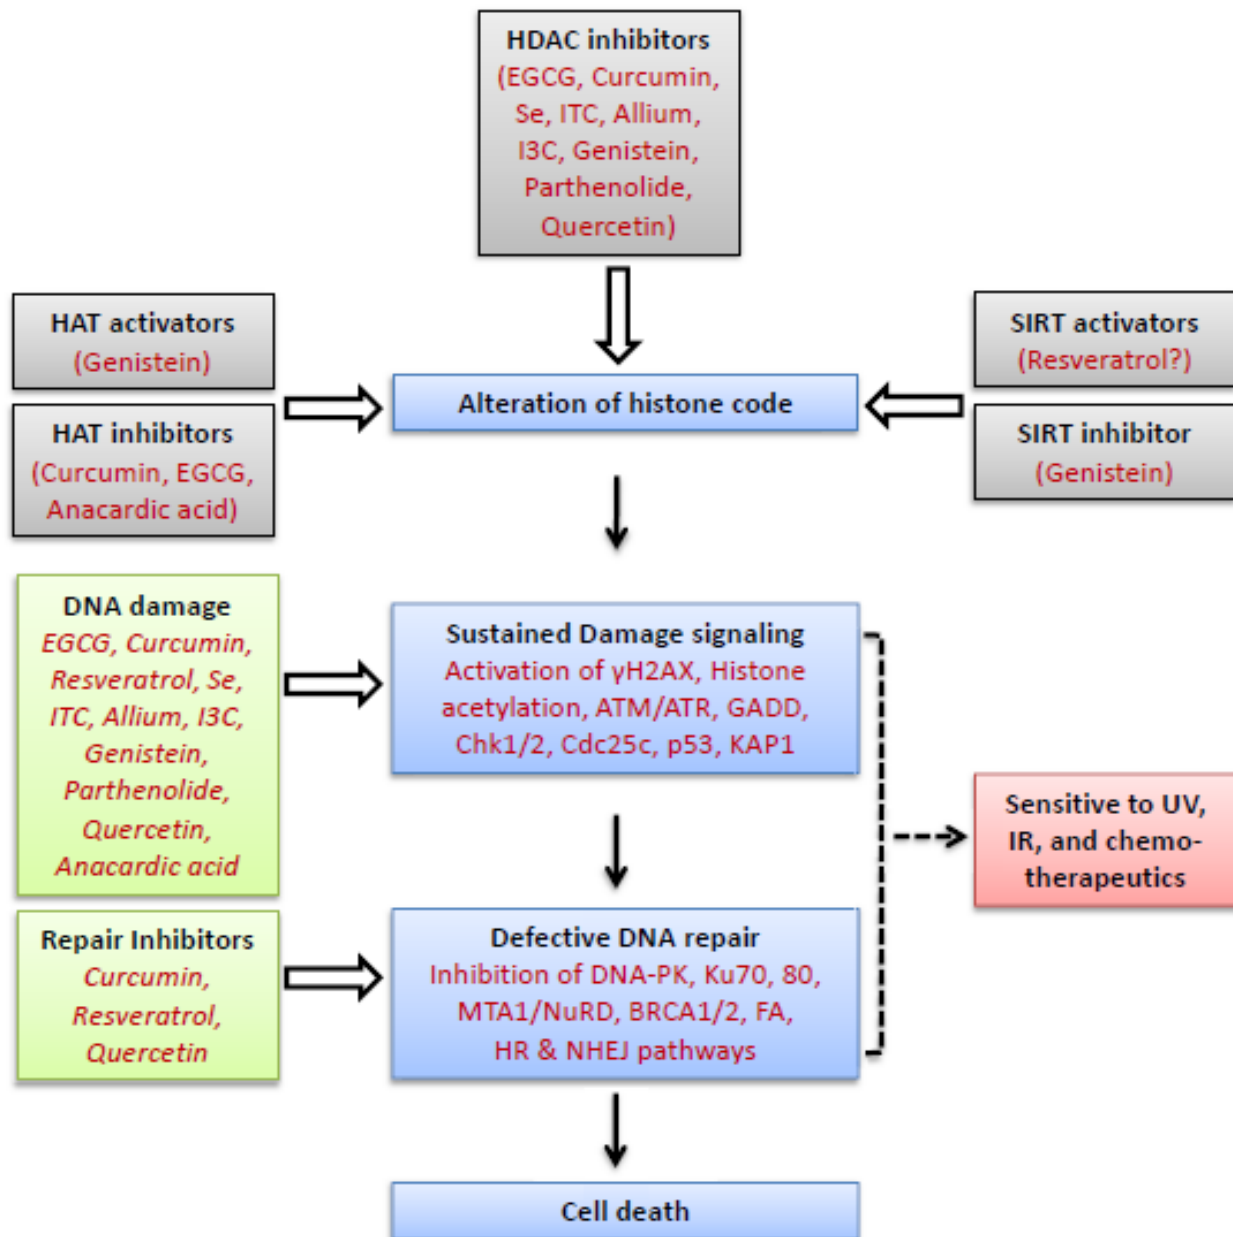 HDAC inhibitors
(EGCG, Curcumin,
Se, ITC, Allium,
I3C, Genistein,
Parthenolide,
Quercetin)
HAT activators
(Genistein)
SIRT activators
(Resveratrol?)
Alteration of histone code
HAT inhibitors
(Curcumin, EGCG,
Anacardic acid)
SIRT inhibitor
(Genistein)
DNA damage
EGCG, Curcumin,
Resveratrol, Se,
ITC, Allium, I3C,
Genistein,
Parthenolide,
Quercetin,
Anacardic acid
Sustained Damage signaling
Activation of γH2AX, Histone
acetylation, ATM/ATR, GADD,
Chk1/2, Cdc25c, p53, KAP1
Sensitive to UV,
IR, and chemo-
therapeutics
Repair Inhibitors
Curcumin,
Resveratrol,
Quercetin
Defective DNA repair
Inhibition of DNA-PK, Ku70, 80,
MTA1/NuRD, BRCA1/2, FA,
HR & NHEJ pathways
Cell death